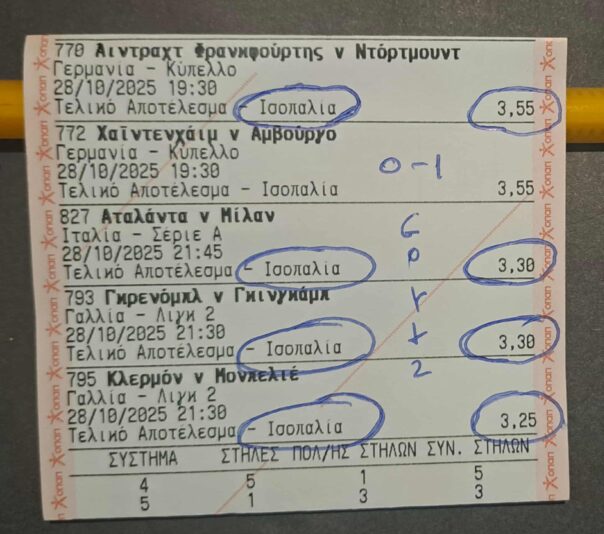 770 Αιντραχτ Φρανκφούρτης v Ντόρτμουντ
Γερμανία - Κύπελλο
28/10/2025 19:30
Τελικό Αποτέλεσμα - Ισοπαλία 3,55
772 Χαϊντενχάιμ v Αμβούργο
Γερμανία - Κύπελλο
28/10/2025 19:30
0-1
Τελικό Αποτέλεσμα - Ισοπαλία 3,55
827 Αταλάντα v Μίλαν
Ιταλία - Σέριε Α
28/10/2025 21:45
Τελικό Αποτέλεσμα - Ισοπαλία 3,30
793 Γκρενόμπλ v Γκινγκάμπ
Γαλλία - Λιγκ 2
28/10/2025 21:30
Τελικό Αποτέλεσμα - Ισοπαλία 3,30
795 Κλερμόν v Μονπελιέ
Γαλλία - Λιγκ 2
28/10/2025 21:30
Τελικό Αποτέλεσμα - Ισοπαλία 3,25
ΣΥΣΤΗΜΑ ΣΤΗΛΕΣ ΠΟΛ/ΗΣ ΣΤΗΛΩΝ ΣΥΝ. ΣΤΗΛΩΝ
4 5 1 5
5 1 3 3